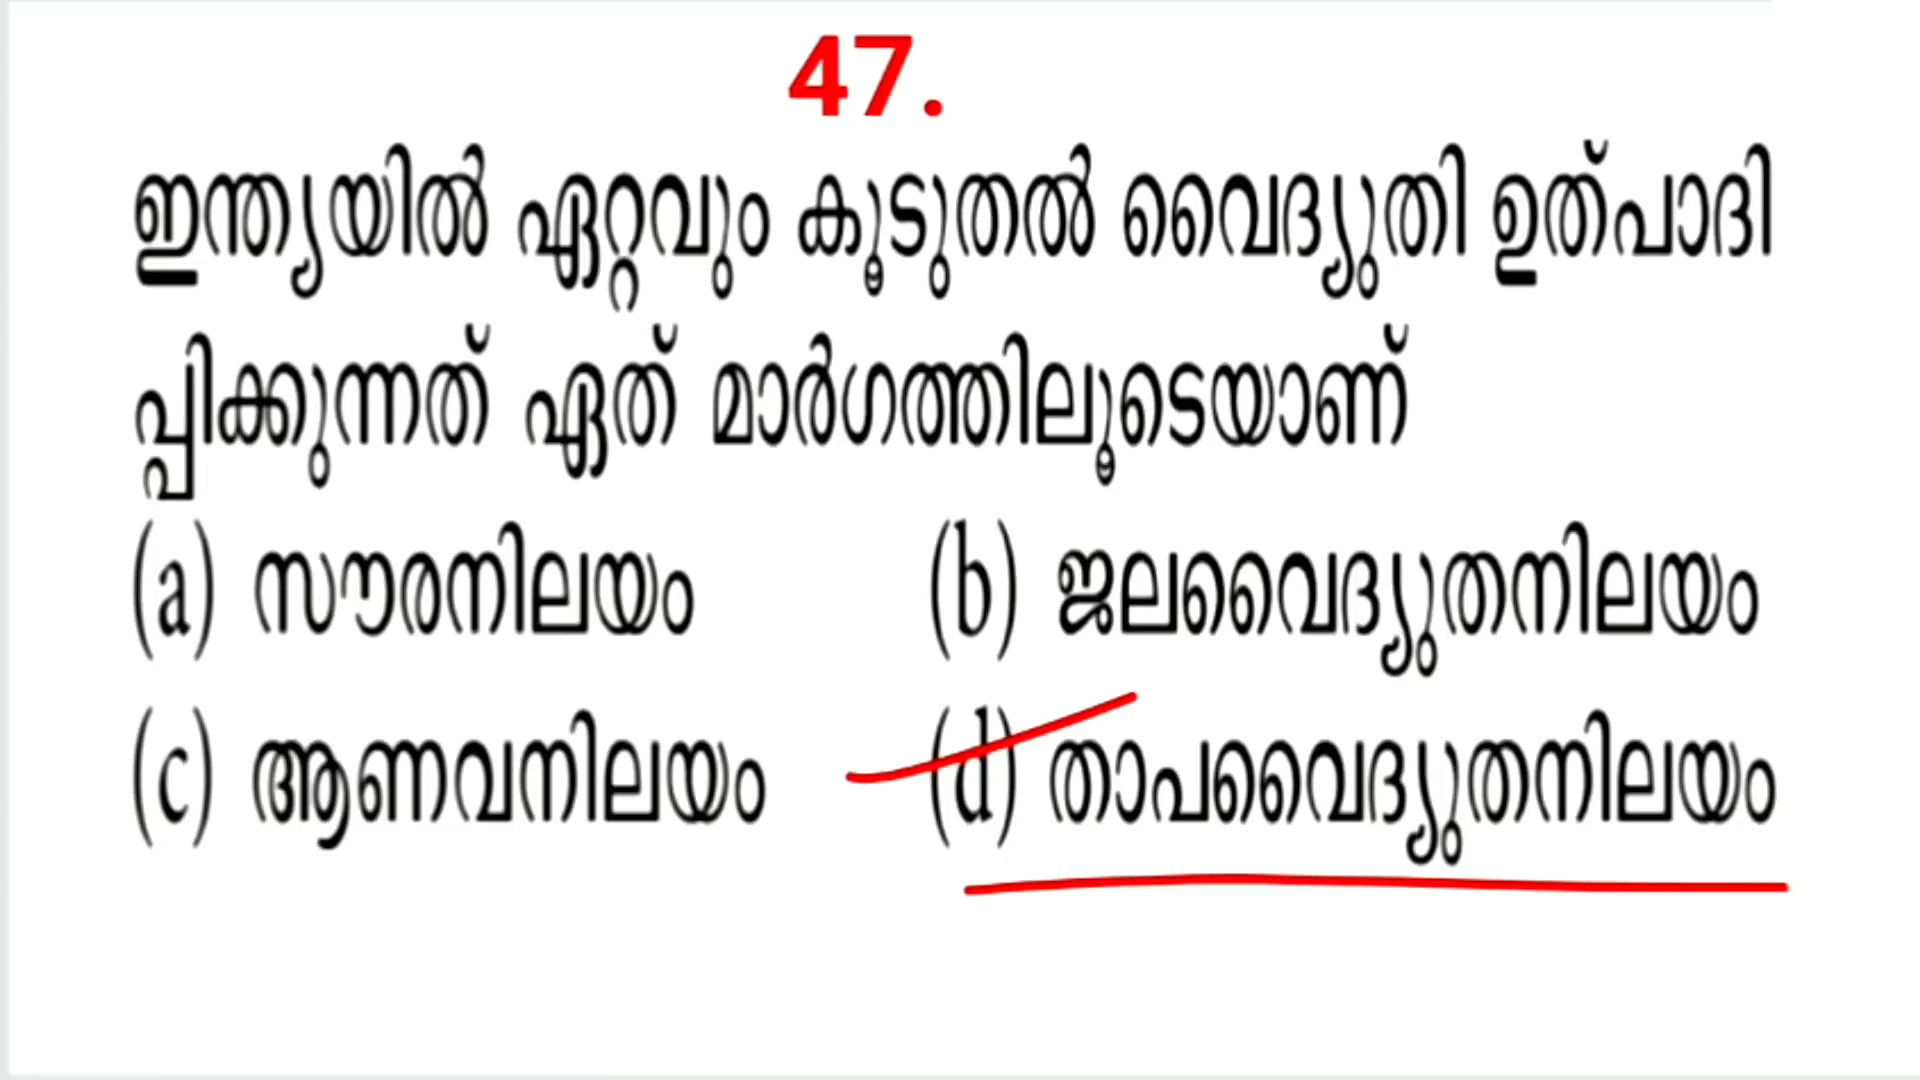 47.
ഇന്ത്യയിൽ ഏറ്റവും കൂടുതൽ വൈദ്യുതി ഉത്പാദി
പ്പിക്കുന്നത് ഏത് മാർഗത്തിലൂടെയാണ്
(a) സൗരനിലയം (b) ജലവൈദ്യുതനിലയം
(c) ആണവനിലയം (d) താപവൈദ്യുതനിലയം